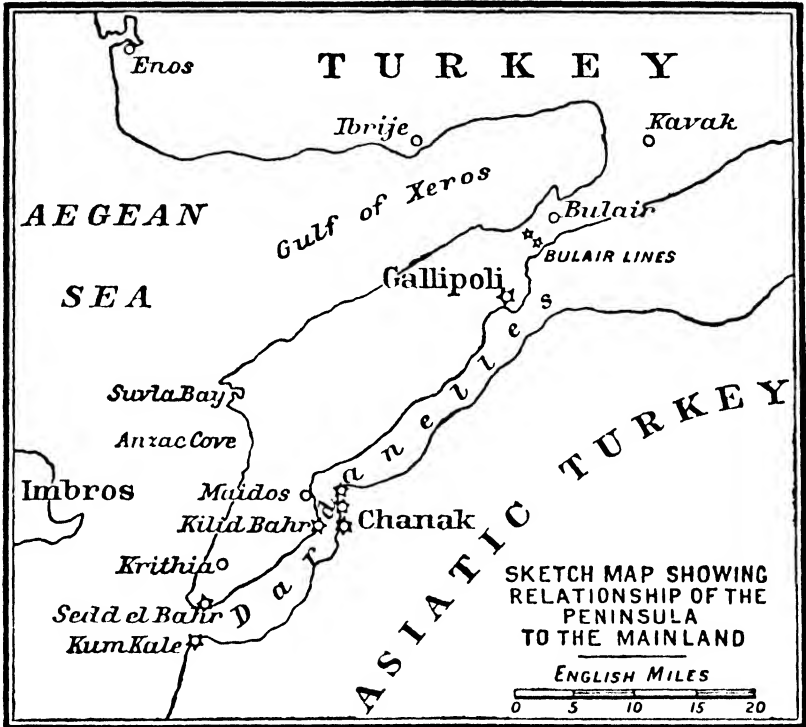 Enos
TURKEY
Ibrije
Kavak
AEGEAN
SEA
Gulf of Xeros
Bulair
BULAIR LINES
Gallipoli
Dardanelles
Suvla Bay
Anzac Cove
Imbros
Maidos
Kilid Bahr
Chanak
Krithia
Sedd el Bahr
Kum Kale
ASIATIC TURKEY
SKETCH MAP SHOWING
RELATIONSHIP OF THE
PENINSULA
TO THE MAINLAND
ENGLISH MILES
0 5 10 15 20